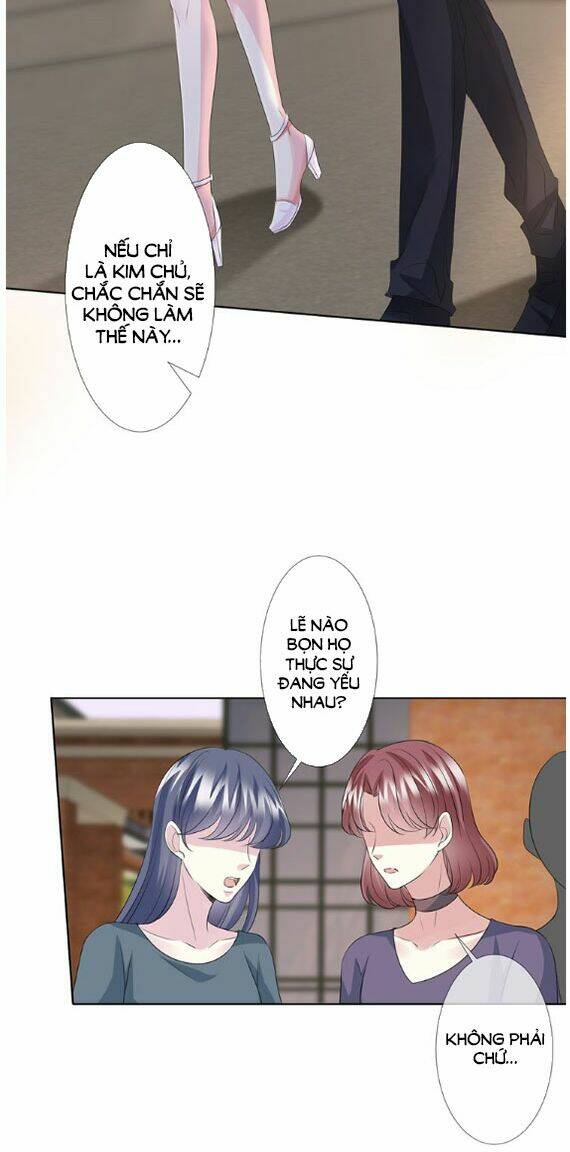 NẾU CHỈ
LÀ KIM CHỦ,
CHẮC CHẮN SẼ
KHÔNG LÀM
THẾ NÀY...
LẼ NÀO
BỌN HỌ
THỰC SỰ
ĐANG YÊU
NHAU?
KHÔNG PHẢI
CHỨ...